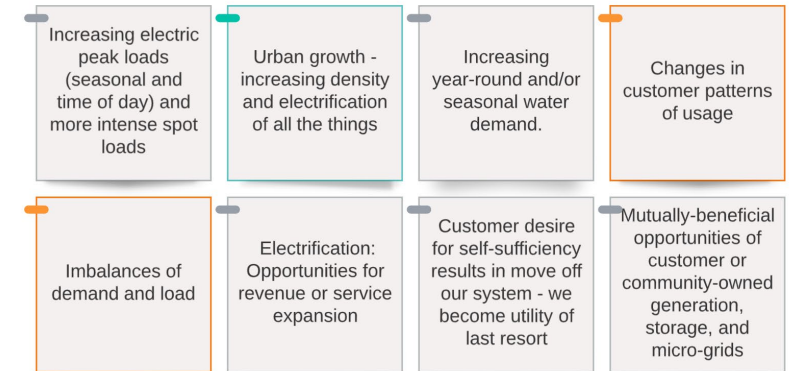 Increasing electric
peak loads
(seasonal and
time of day) and
more intense spot
loads
Urban growth -
increasing density
and electrification
of all the things
Increasing
year-round and/or
seasonal water
demand.
Changes in
customer patterns
of usage
Imbalances of
demand and load
Electrification:
Opportunities for
revenue or service
expansion
Customer desire
for self-sufficiency
results in move off
our system - we
become utility of
last resort
Mutually-beneficial
opportunities of
customer or
community-owned
generation,
storage, and
micro-grids